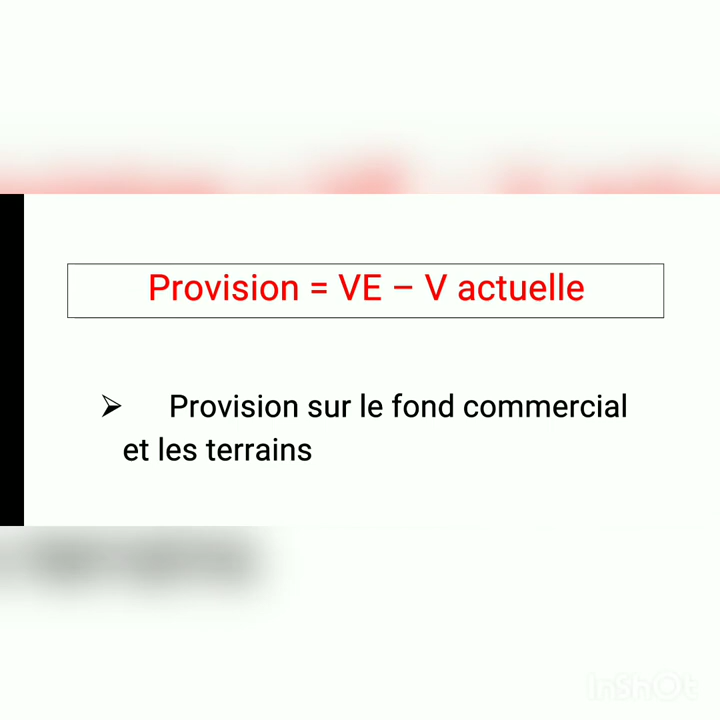 Provision = VE – V actuelle
➢ Provision sur le fond commercial
et les terrains
InShOt